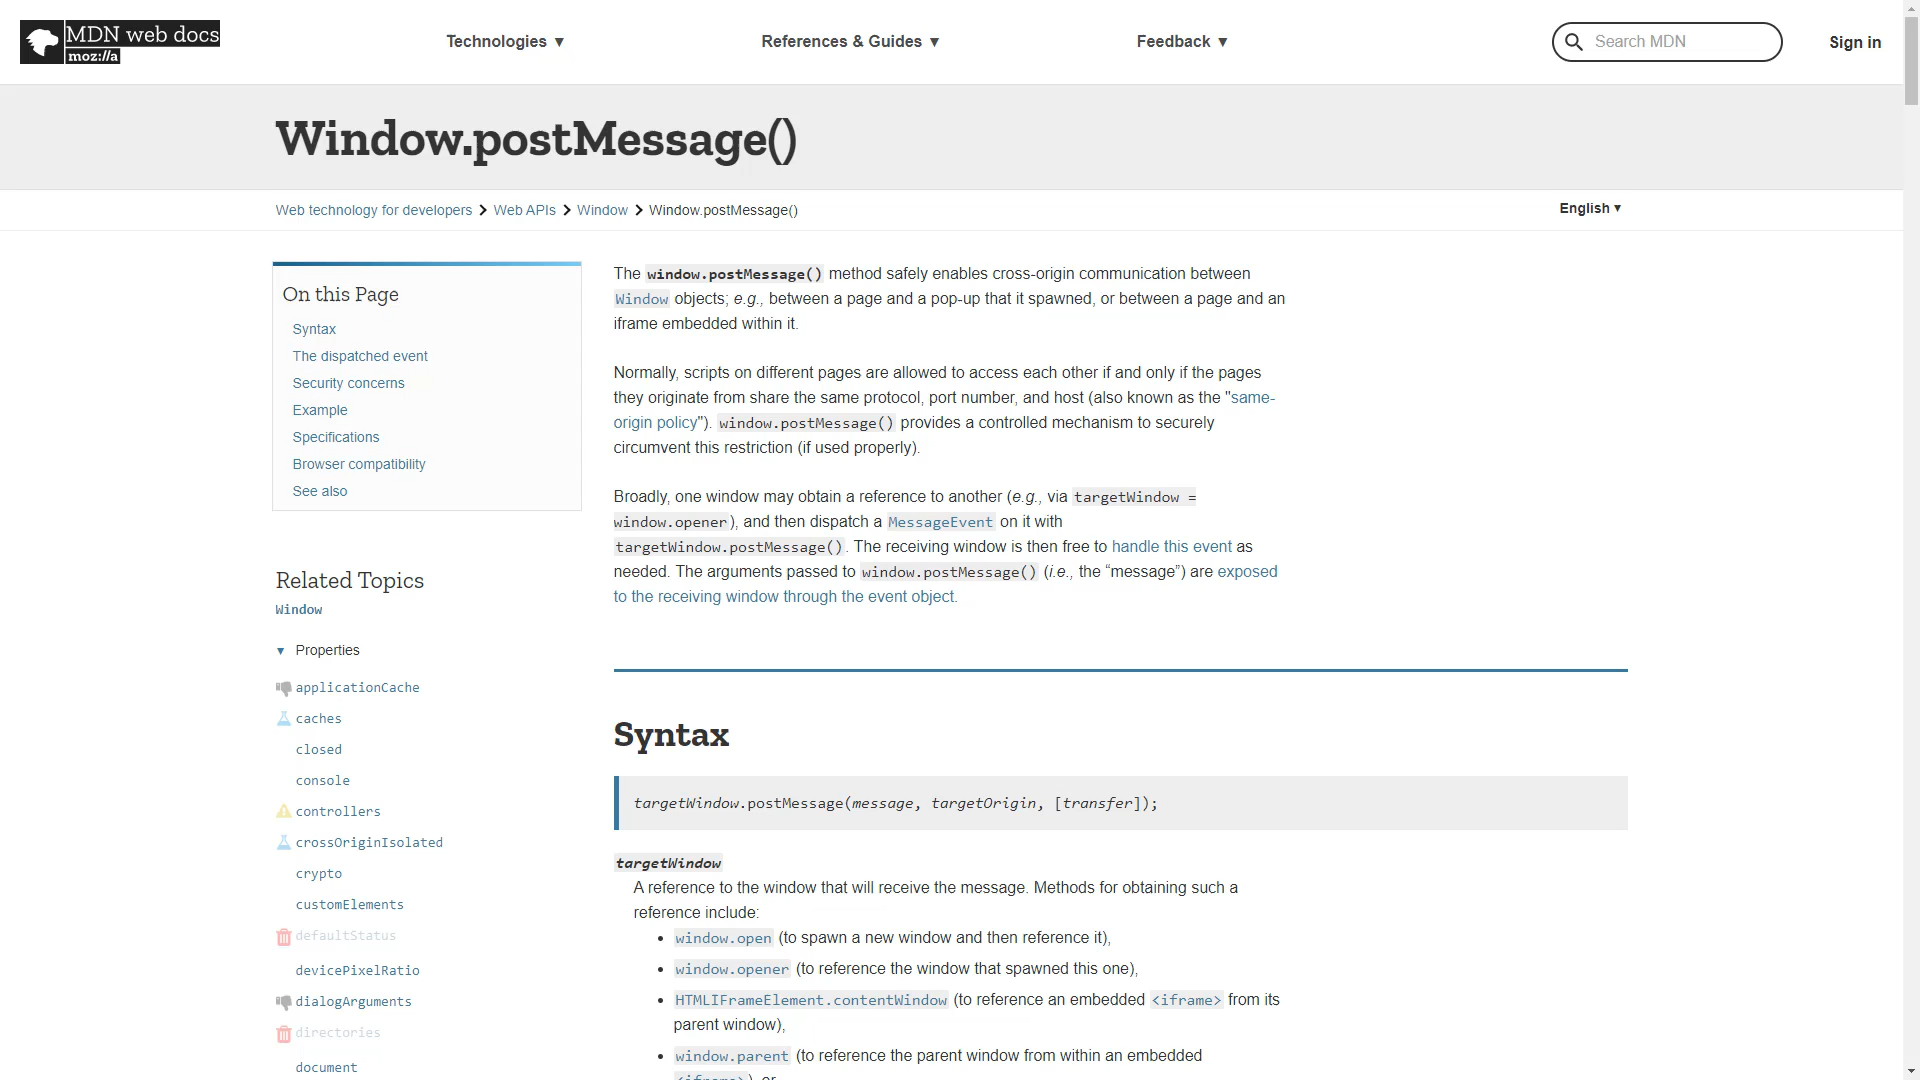 MDN web docs
moz://a
Technologies ▼
References & Guides ▼
Feedback ▼
Search MDN
Sign in
Window.postMessage()
Web technology for developers > Web APIs > Window > Window.postMessage()
English ▼
On this Page
Syntax
The dispatched event
Security concerns
Example
Specifications
Browser compatibility
See also
Related Topics
Window
▼ Properties
applicationCache
caches
closed
console
controllers
crossOriginIsolated
crypto
customElements
defaultStatus
devicePixelRatio
dialogArguments
directories
document
The window.postMessage() method safely enables cross-origin communication between
Window objects; e.g., between a page and a pop-up that it spawned, or between a page and an
iframe embedded within it.
Normally, scripts on different pages are allowed to access each other if and only if the pages
they originate from share the same protocol, port number, and host (also known as the "same-
origin policy"). window.postMessage() provides a controlled mechanism to securely
circumvent this restriction (if used properly).
Broadly, one window may obtain a reference to another (e.g., via targetWindow =
window.opener), and then dispatch a MessageEvent on it with
targetWindow.postMessage(). The receiving window is then free to handle this event as
needed. The arguments passed to window.postMessage() (i.e., the “message”) are exposed
to the receiving window through the event object.
Syntax
targetWindow.postMessage(message, targetOrigin, [transfer]);
targetWindow
A reference to the window that will receive the message. Methods for obtaining such a
reference include:
• window.open (to spawn a new window and then reference it),
• window.opener (to reference the window that spawned this one),
• HTMLIFrameElement.contentWindow (to reference an embedded <iframe> from its
parent window),
• window.parent (to reference the parent window from within an embedded
<iframe>), or